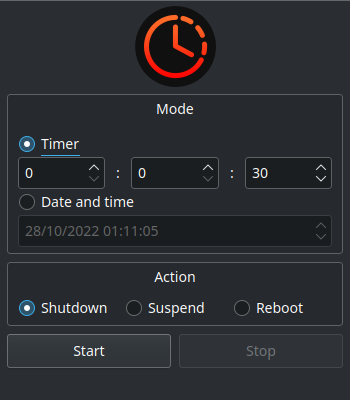 Mode
Timer
0 : 0 : 30
Date and time
28/10/2022 01:11:05
Action
Shutdown Suspend Reboot
Start Stop